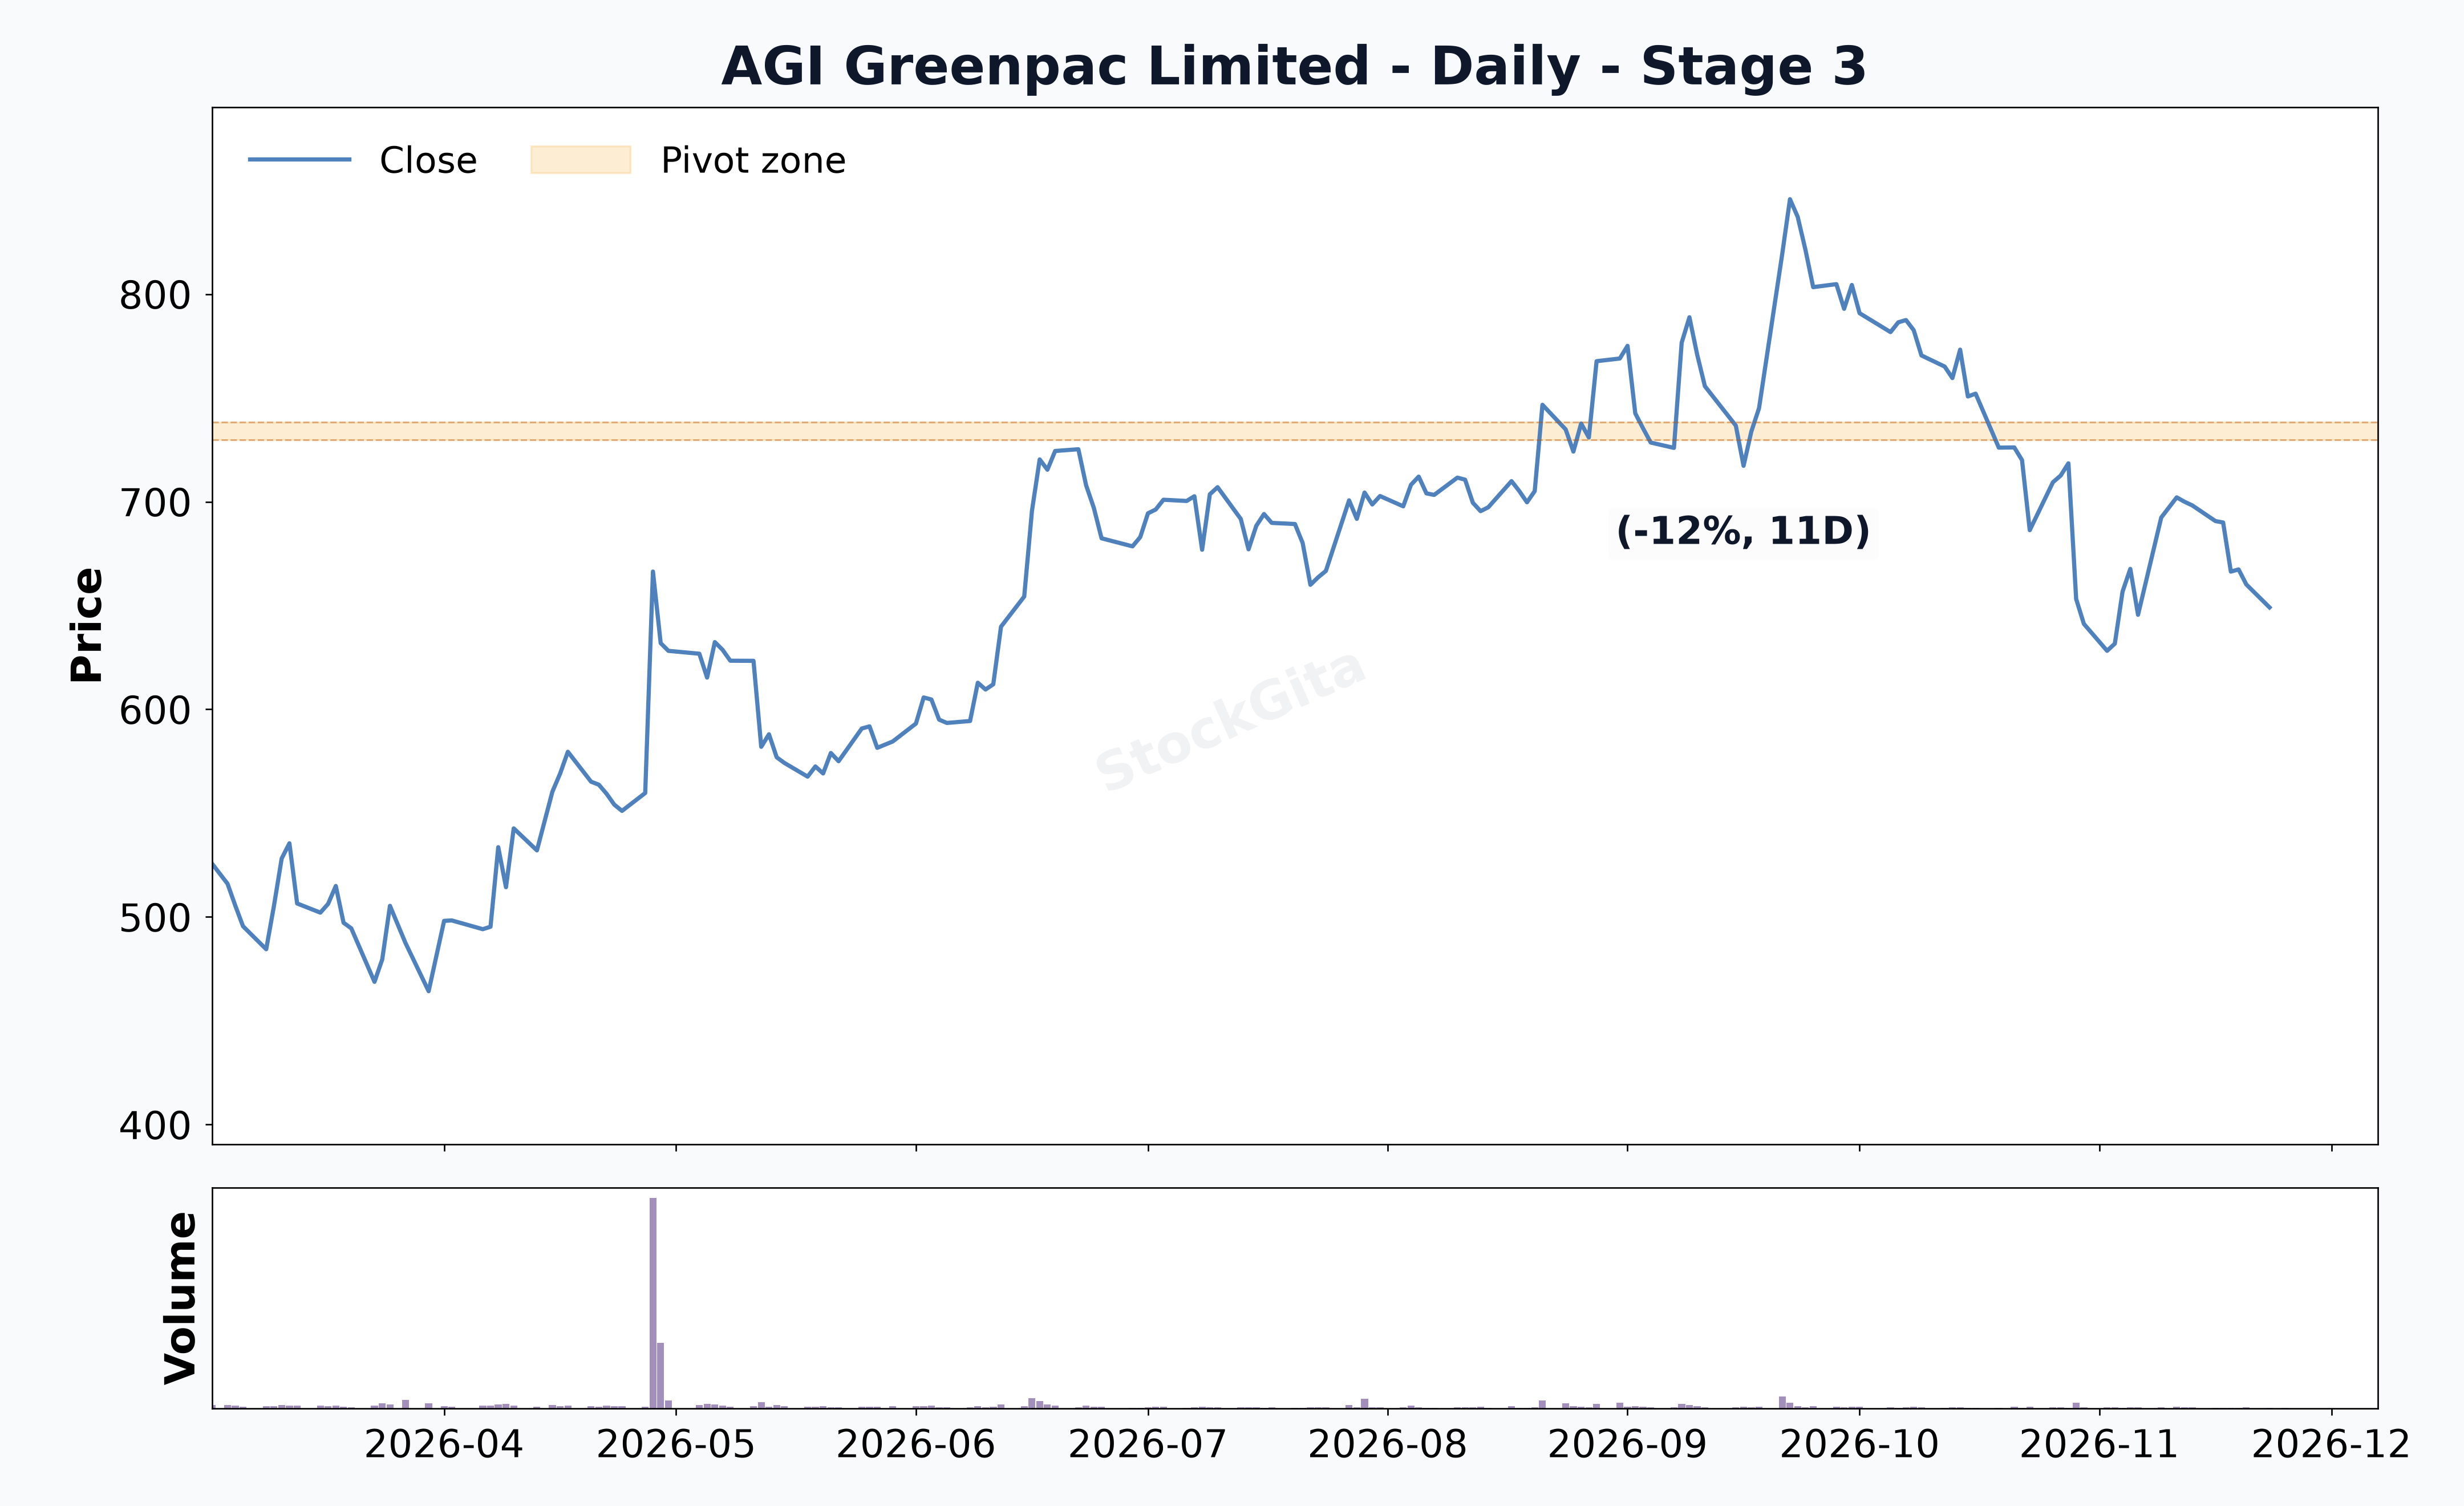 AGI Greenpac Limited - Daily - Stage 3
Close
Pivot zone
800
700
600
500
400
Price
(-12%, 11D)
StockGita
Volume
2026-04
2026-05
2026-06
2026-07
2026-08
2026-09
2026-10
2026-11
2026-12